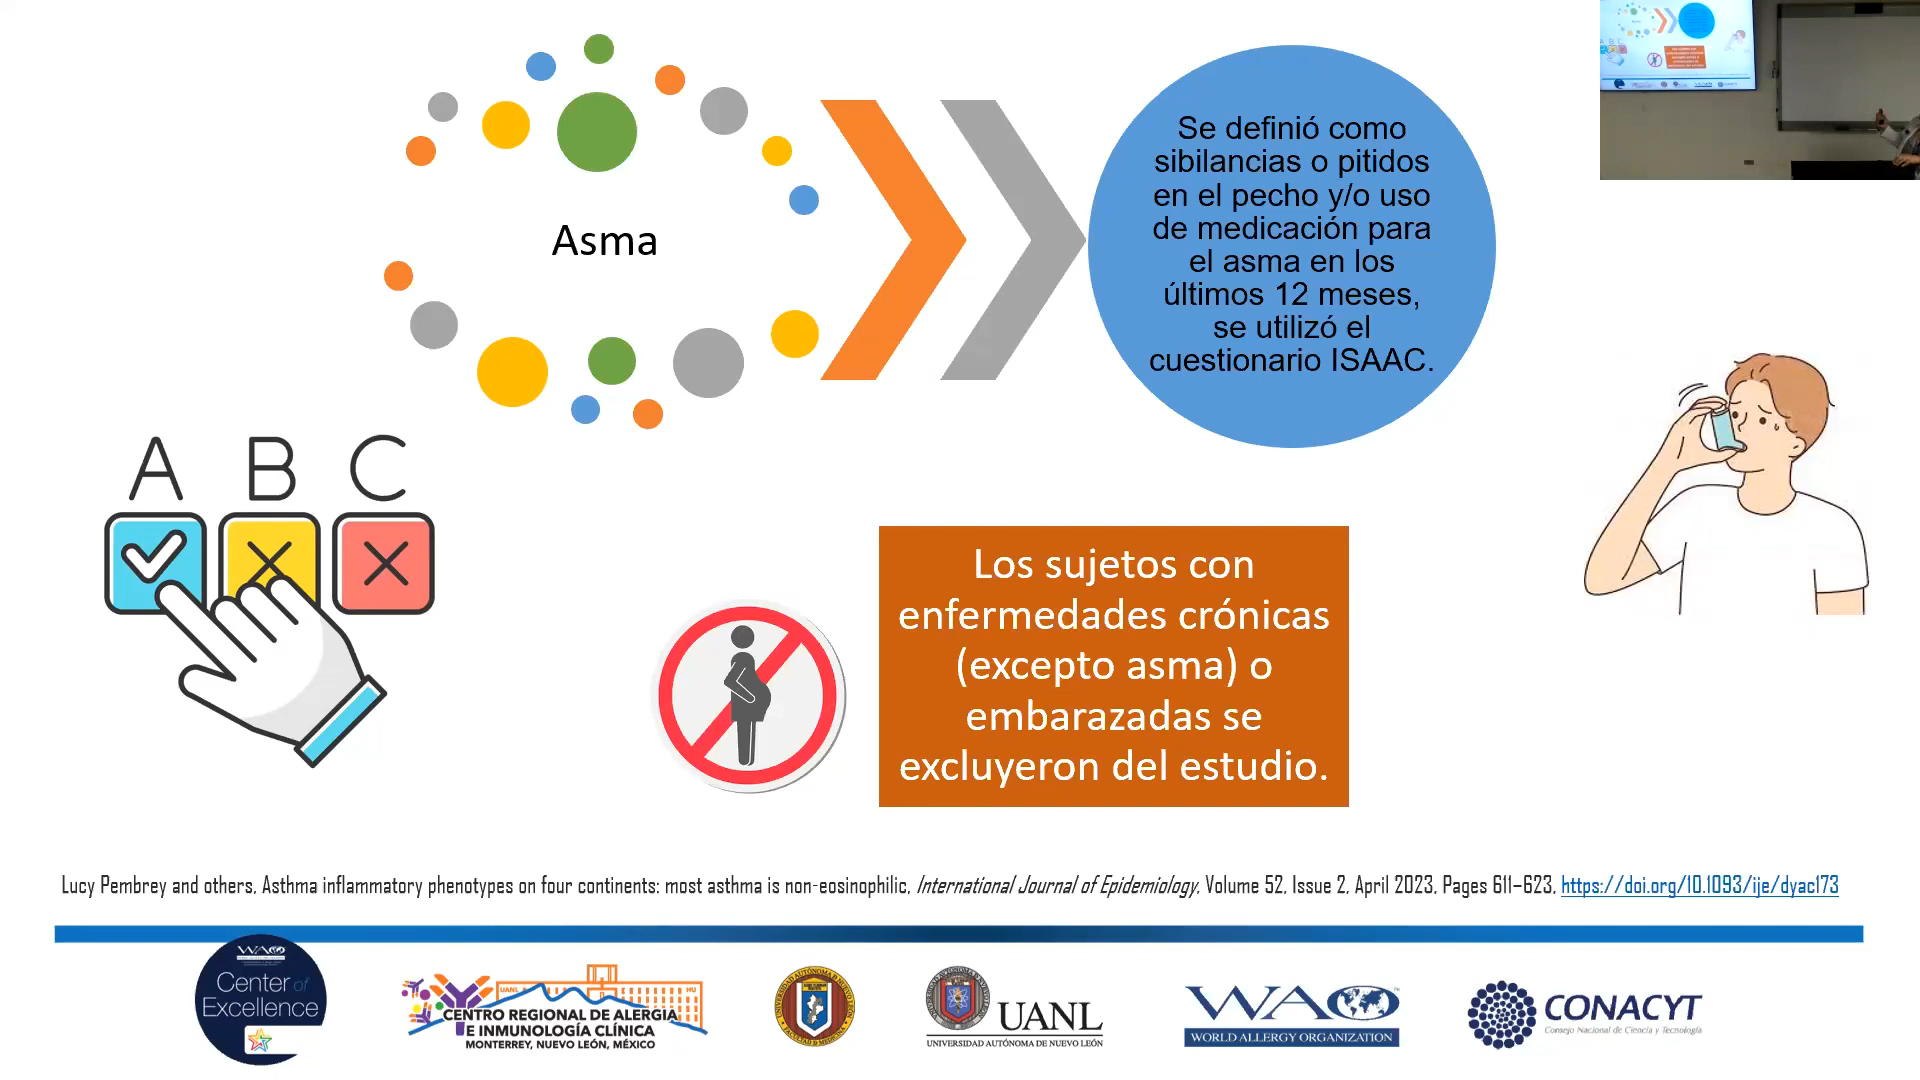 Asma
Se definió como
sibilancias o pitidos
en el pecho y/o uso
de medicación para
el asma en los
últimos 12 meses,
se utilizó el
cuestionario ISAAC.
A B C
Los sujetos con
enfermedades crónicas
(excepto asma) o
embarazadas se
excluyeron del estudio.
Lucy Pembrey and others, Asthma inflammatory phenotypes on four continents: most asthma is non-eosinophilic, International Journal of Epidemiology, Volume 52, Issue 2, April 2023, Pages 611–623, https://doi.org/10.1093/ije/dyac173
WAO
Center of
Excellence
UANL
HU
CENTRO REGIONAL DE ALERGIA
E INMUNOLOGÍA CLÍNICA
MONTERREY, NUEVO LEÓN, MÉXICO
UANL
UNIVERSIDAD AUTÓNOMA DE NUEVO LEÓN
WAO
WORLD ALLERGY ORGANIZATION
CONACYT
Consejo Nacional de Ciencia y Tecnología